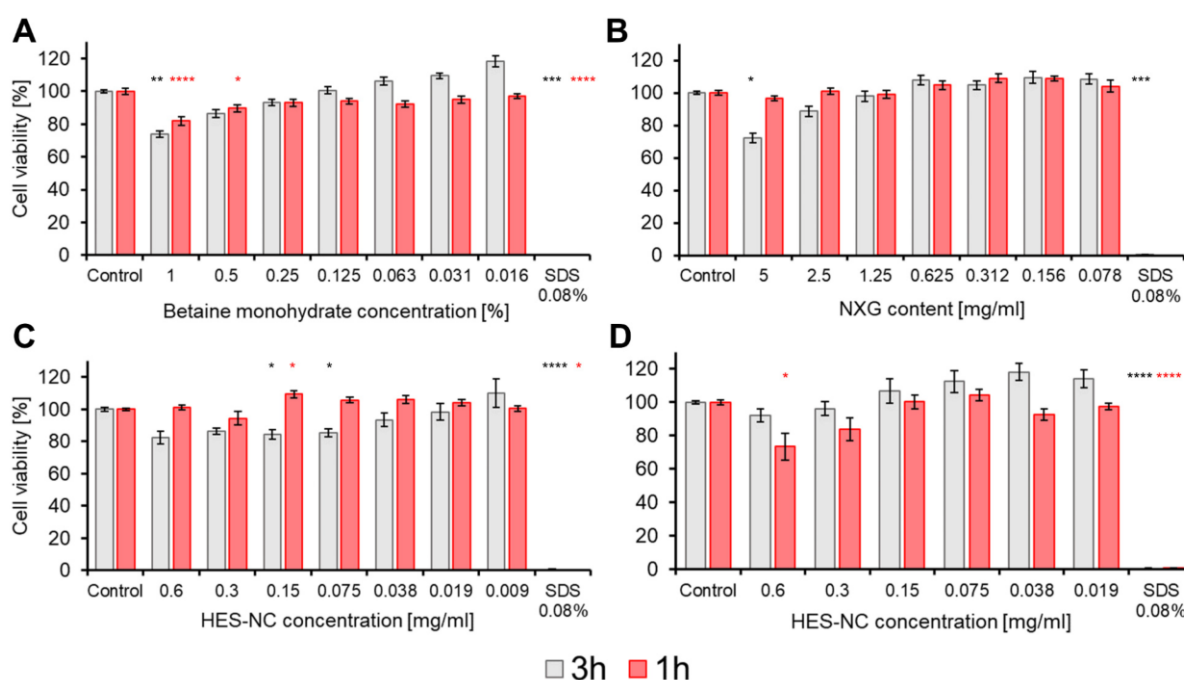 A
Cell viability [%]
120
100
80
60
40
20
0
** **** * *** ****
Control 1 0.5 0.25 0.125 0.063 0.031 0.016 SDS 0.08%
Betaine monohydrate concentration [%]
B
Cell viability [%]
120
100
80
60
40
20
0
* ***
Control 5 2.5 1.25 0.625 0.312 0.156 0.078 SDS 0.08%
NXG content [mg/ml]
C
Cell viability [%]
120
100
80
60
40
20
0
* * * **** *
Control 0.6 0.3 0.15 0.075 0.038 0.019 0.009 SDS 0.08%
HES-NC concentration [mg/ml]
D
Cell viability [%]
120
100
80
60
40
20
0
* **** ****
Control 0.6 0.3 0.15 0.075 0.038 0.019 SDS 0.08%
HES-NC concentration [mg/ml]
3h 1h